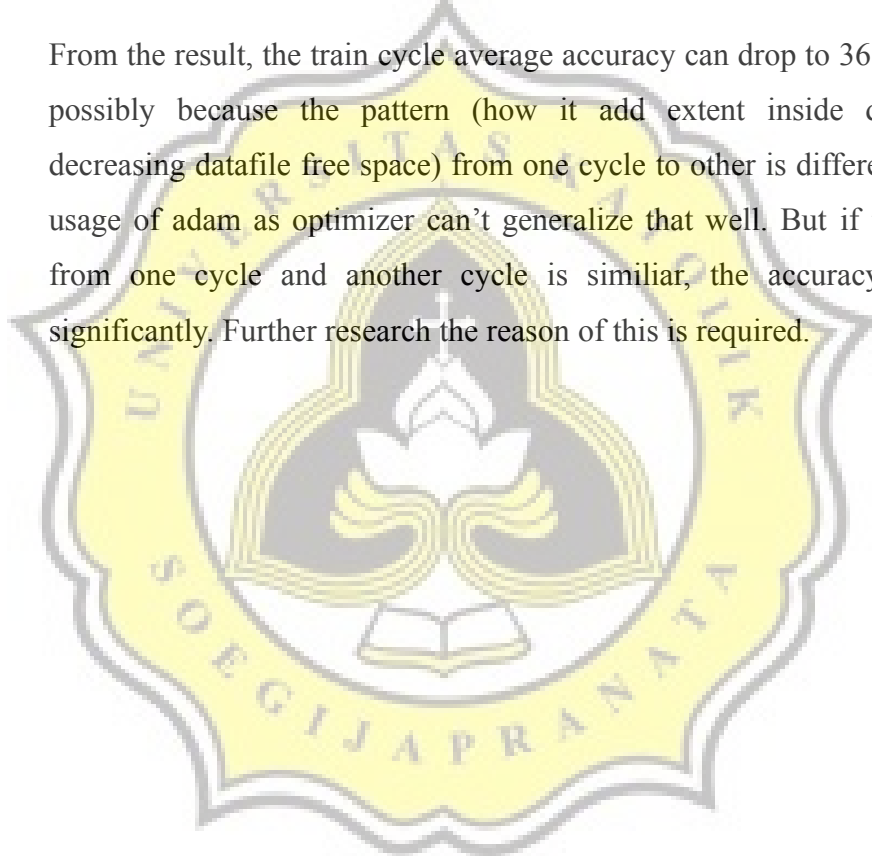 From the result, the train cycle average accuracy can drop to 36
possibly because the pattern (how it add extent inside
decreasing datafile free space) from one cycle to other is
usage of adam as optimizer can’t generalize that well. But if
from one cycle and another cycle is similiar, the accuracy
significantly. Further research the reason of this is required.
UNIVERSITAS KATOLIK
SOEGIJAPRANATA